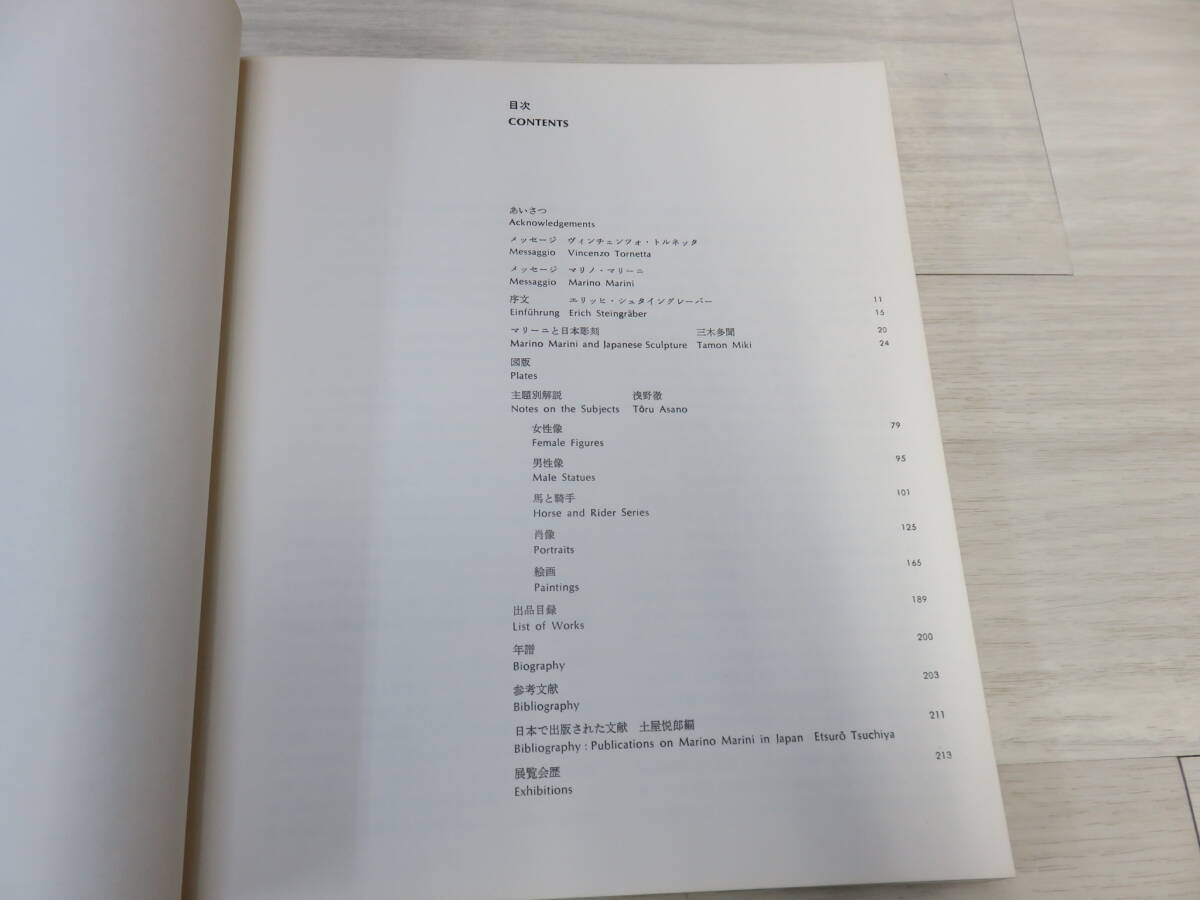 目次
CONTENTS
あいさつ
Acknowledgements
メッセージ ヴィンチェンツォ・トルネッタ
Messaggio Vincenzo Tornetta
メッセージ マリノ・マリーニ
Messaggio Marino Marini
序文 エリッヒ・シュタイングレーバー 11
Einführung Erich Steingräber 15
マリーニと日本彫刻 三木多聞 20
Marino Marini and Japanese Sculpture Tamon Miki 24
図版
Plates
主題別解説 浅野徹
Notes on the Subjects Tôru Asano
女性像 79
Female Figures
男性像 95
Male Statues
馬と騎手 101
Horse and Rider Series
肖像 125
Portraits
絵画 165
Paintings
出品目録 189
List of Works
年譜 200
Biography
参考文献 203
Bibliography
日本で出版された文献 土屋悦郎編 211
Bibliography : Publications on Marino Marini in Japan Etsurô Tsuchiya
展覧会歴 213
Exhibitions